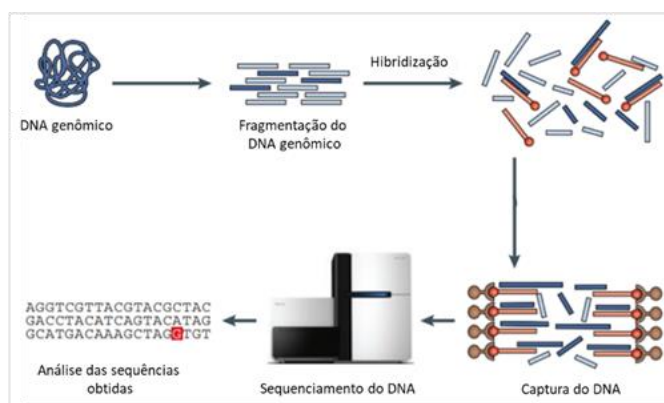 DNA genômico
Fragmentação do
DNA genômico
Hibridização
AGGTCGTTACGTACGCTAC
GACCTACATCAGTACATAG
GCATGACAAAGCTAGGTGT
Análise das sequências
obtidas
Sequenciamento do DNA
Captura do DNA